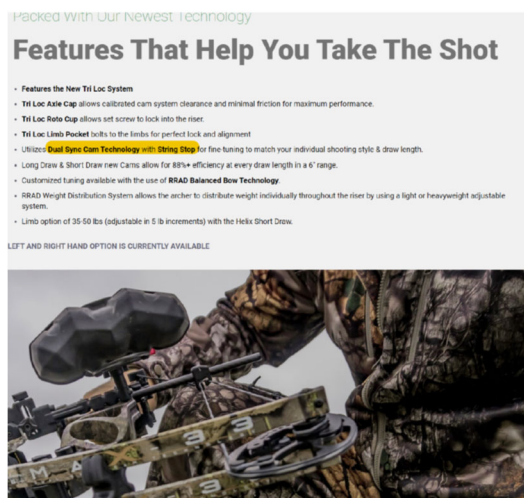 Packed With Our Newest Technology
Features That Help You Take The Shot
• Features the New Tri Loc System
• Tri Loc Axle Cap allows calibrated cam system clearance and minimal friction for maximum performance.
• Tri Loc Roto Cup allows set screw to lock into the riser.
• Tri Loc Limb Pocket bolts to the limbs for perfect lock and alignment
• Utilizes Dual Sync Cam Technology with String Stop for fine-tuning to match your individual shooting style & draw length.
• Long Draw & Short Draw new Cams allow for 88%+ efficiency at every draw length in a 6" range.
• Customized tuning available with the use of RRAD Balanced Bow Technology.
• RRAD Weight Distribution System allows the archer to distribute weight individually throughout the riser by using a light or heavyweight adjustable
system.
• Limb option of 35-50 lbs (adjustable in 5 lb increments) with the Helix Short Draw.
LEFT AND RIGHT HAND OPTION IS CURRENTLY AVAILABLE
X 33